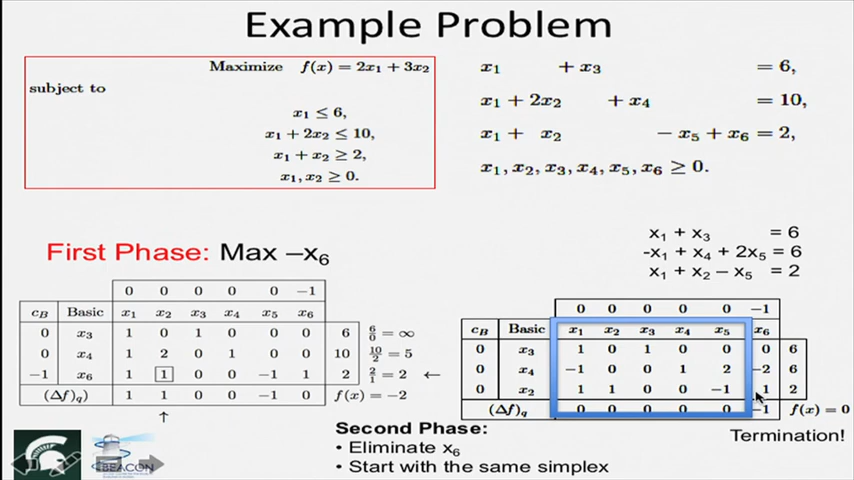 Example Problem
Maximize f(x) = 2x₁ + 3x₂
subject to
x₁ ≤ 6,
x₁ + 2x₂ ≤ 10,
x₁ + x₂ ≥ 2,
x₁, x₂ ≥ 0.
x₁ + x₃ = 6,
x₁ + 2x₂ + x₄ = 10,
x₁ + x₂ − x₅ + x₆ = 2,
x₁, x₂, x₃, x₄, x₅, x₆ ≥ 0.
x₁ + x₃ = 6
-x₁ + x₄ + 2x₅ = 6
x₁ + x₂ – x₅ = 2
First Phase: Max –x₆
0 0 0 0 0 −1
c_B Basic x₁ x₂ x₃ x₄ x₅ x₆
0 x₃ 1 0 1 0 0 0 6 6/0 = ∞
0 x₄ 1 2 0 1 0 0 10 10/2 = 5
−1 x₆ 1 1 0 0 −1 1 2 2/1 = 2 ←
(Δf)_q) 1 1 0 0 −1 0 f(x) = −2
↑
0 0 0 0 0 −1
c_B Basic x₁ x₂ x₃ x₄ x₅ x₆
0 x₃ 1 0 1 0 0 0 6
0 x₄ −1 0 0 1 2 −2 6
0 x₂ 1 1 0 0 −1 1 2
(Δf)_q 0 0 0 0 0 −1 f(x) = 0
Termination!
Second Phase:
• Eliminate x₆
• Start with the same simplex
BEACON